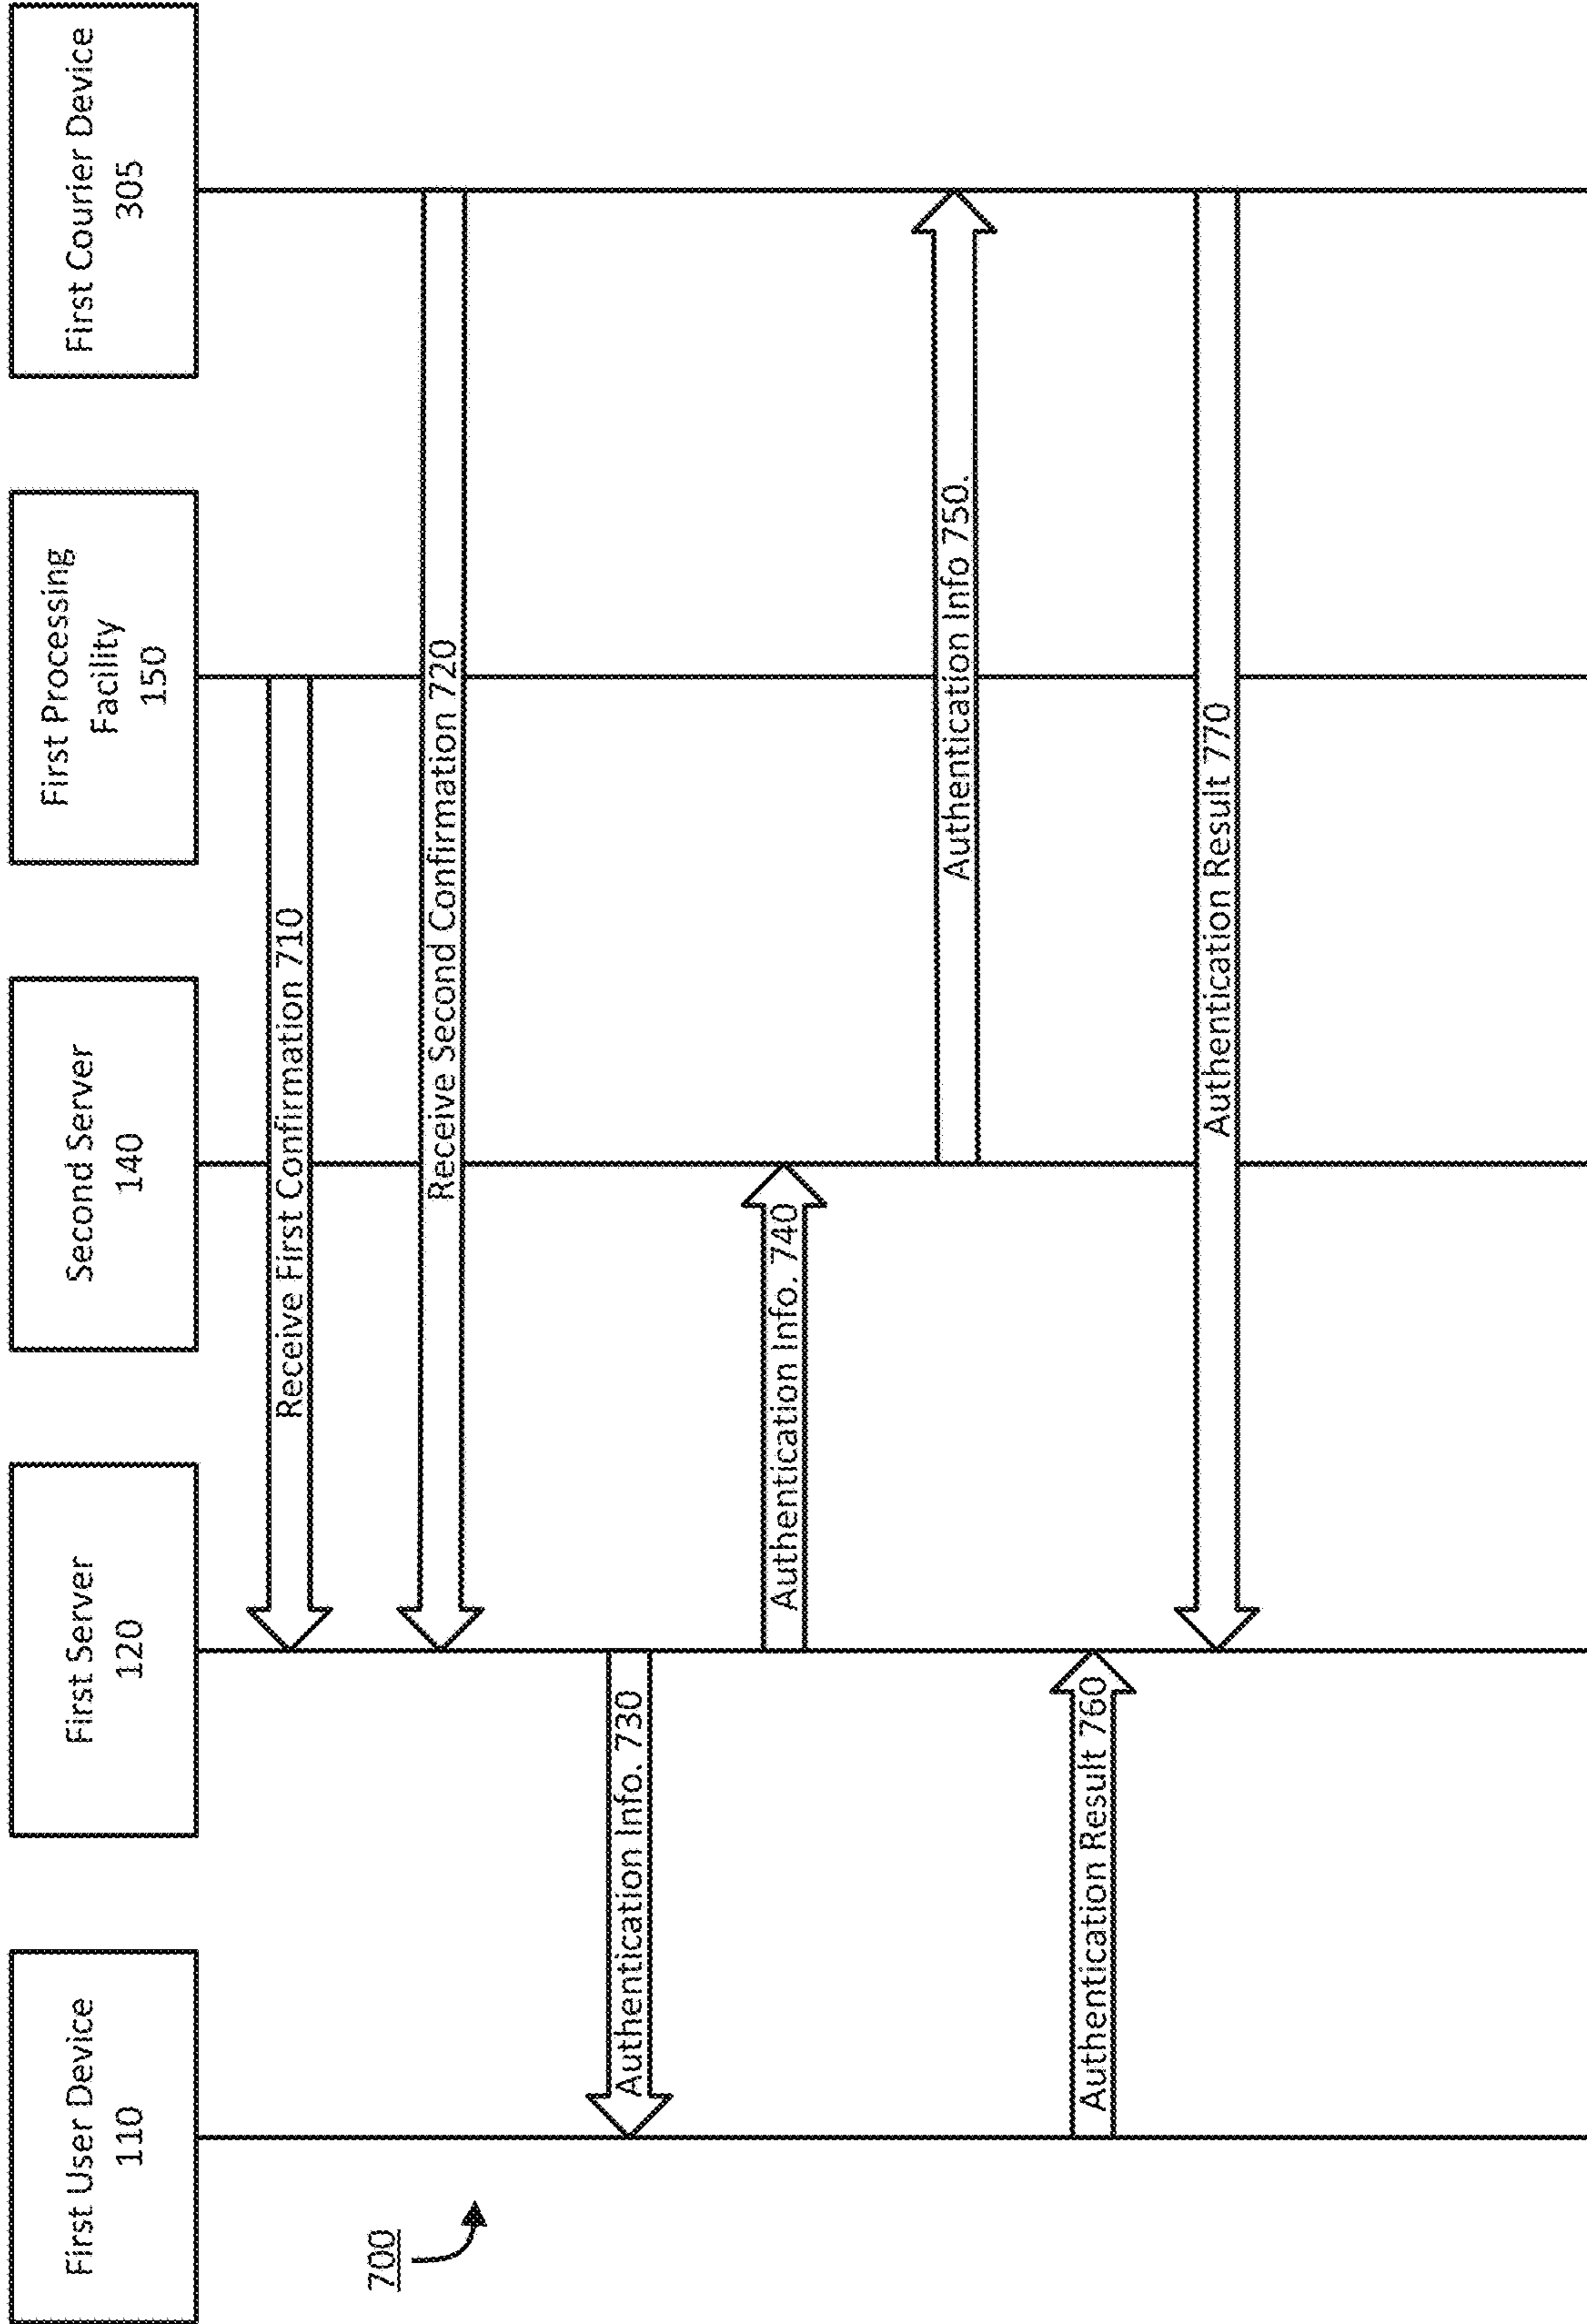 First User Device
110
First Server
120
Second Server
140
First Processing
Facility
150
First Courier Device
305
Receive First Confirmation 710
Receive Second Confirmation 720
700
Authentication Info. 730
Authentication Info. 740
Authentication Info 750.
Authentication Result 760
Authentication Result 770